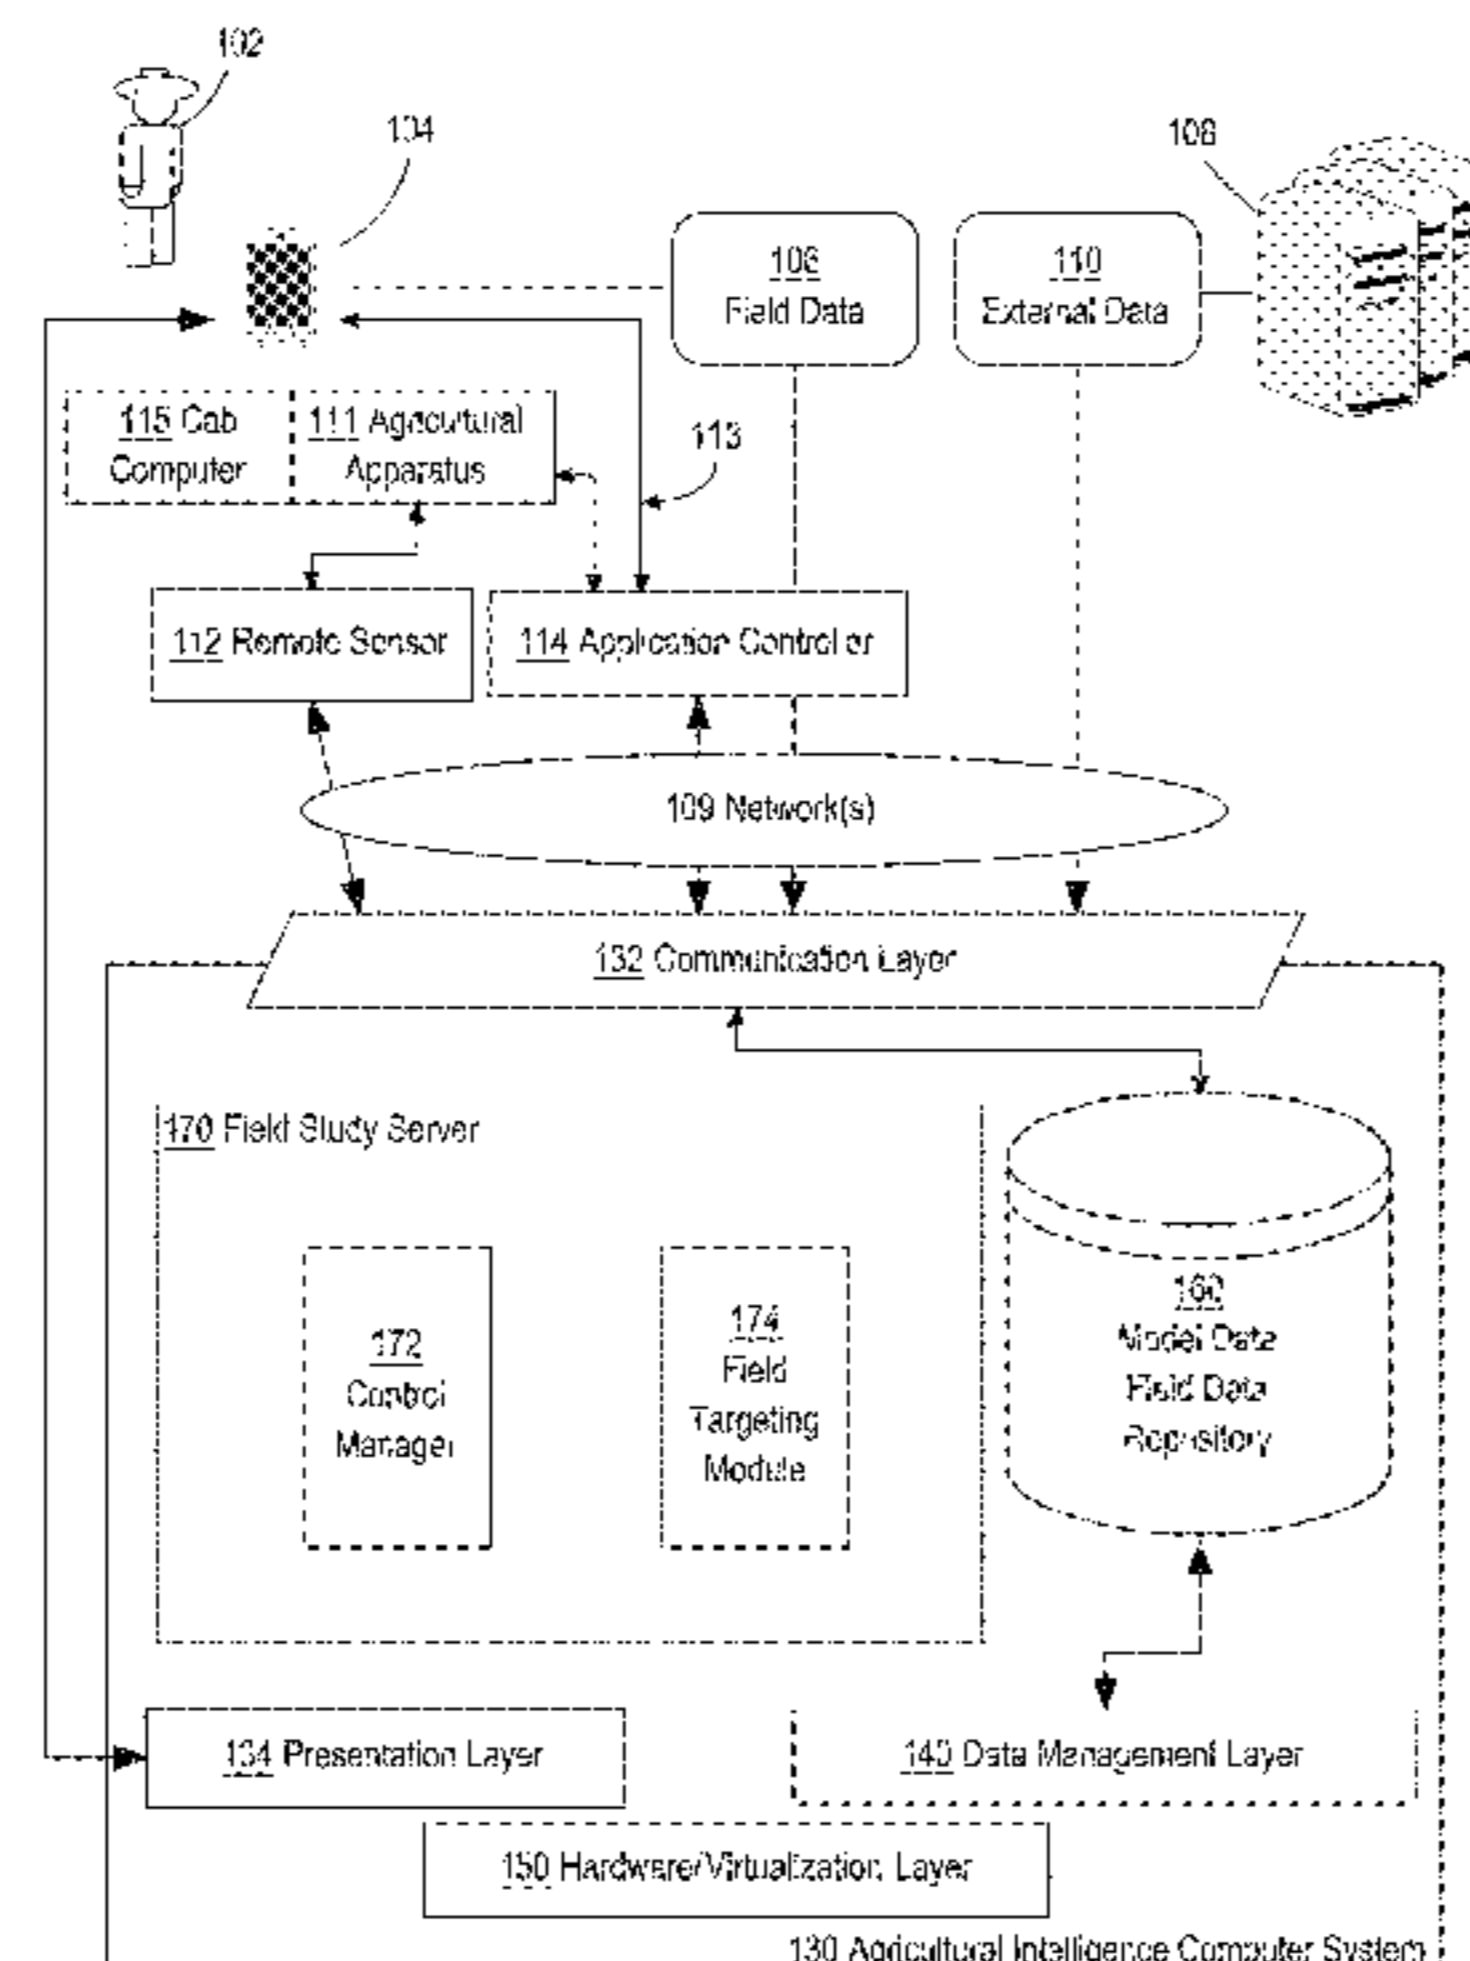 102
104
108
106
Field Data
110
External Data
115 Cab
Computer
111 Agricultural
Apparatus
113
112 Remote Sensor
114 Application Controller
109 Network(s)
132 Communication Layer
170 Field Study Server
172
Control
Manager
174
Field
Targeting
Module
160
Model Data
Field Data
Repository
134 Presentation Layer
140 Data Management Layer
150 Hardware/Virtualization Layer
130 Agricultural Intelligence Computer System